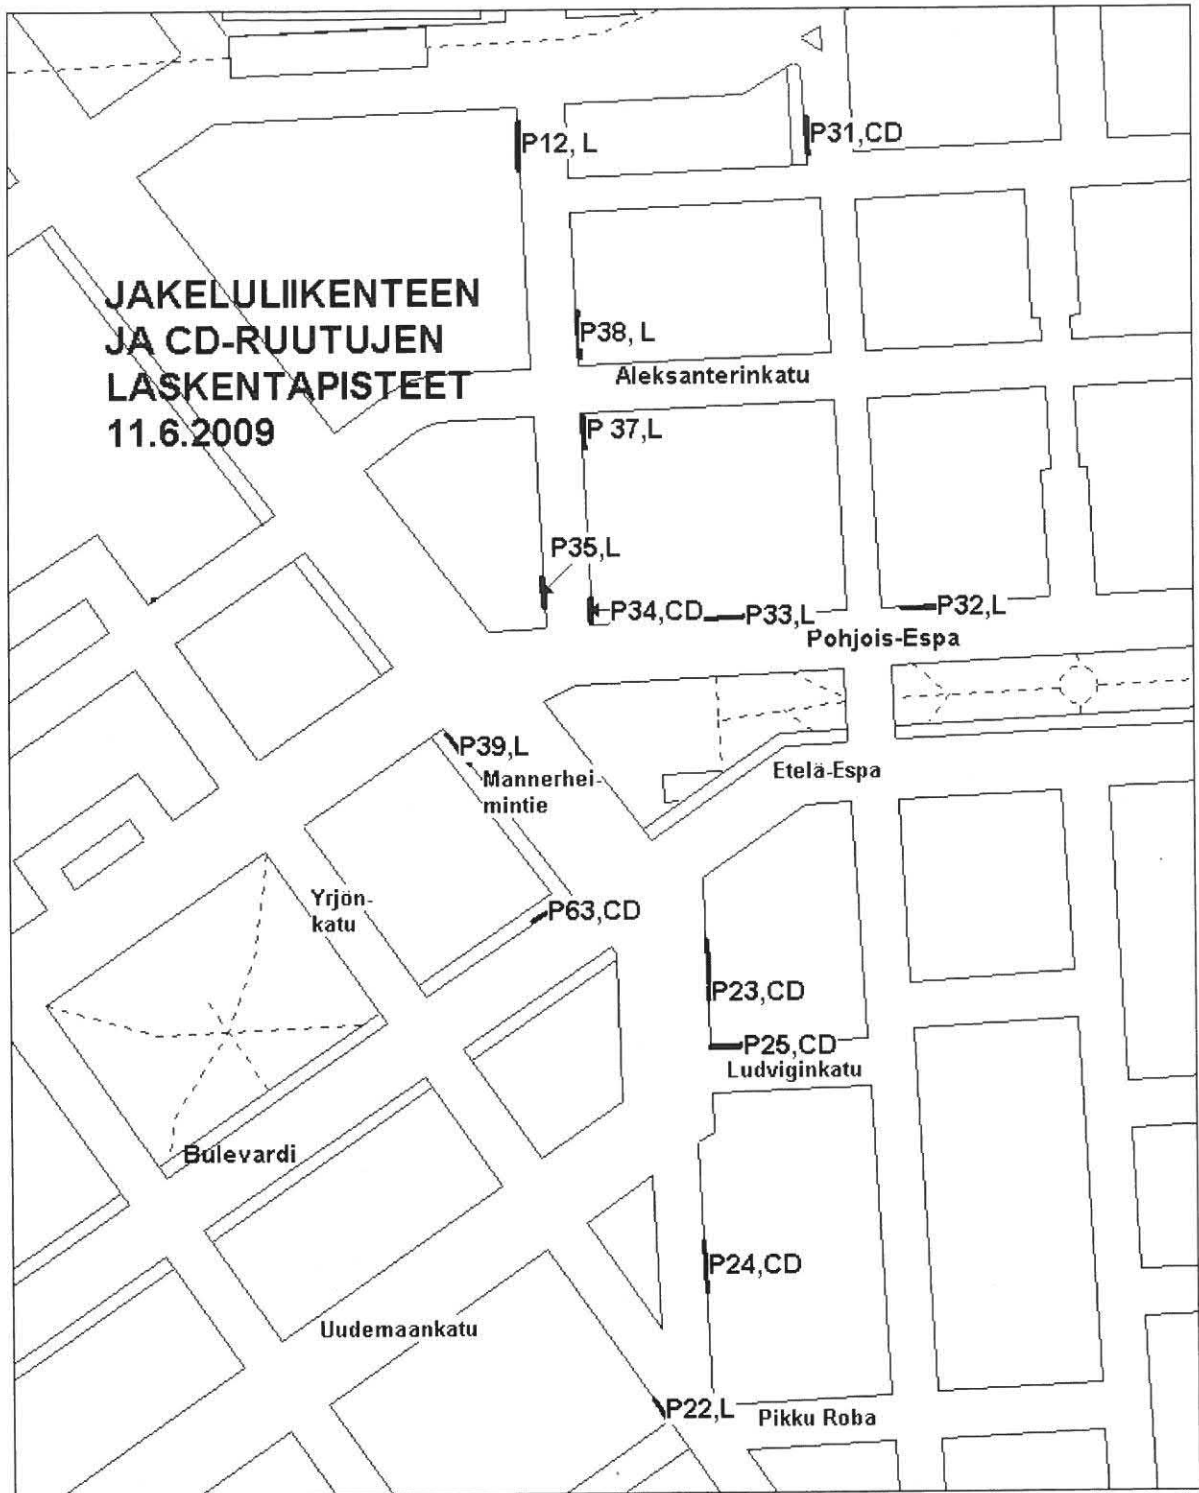 P12, L
P31,CD
JAKELULIIKENTEEN
JA CD-RUUTUJEN
LASKENTAPISTEET
11.6.2009
P38, L
Aleksanterinkatu
P 37,L
P35,L
P34,CD
P33,L
P32,L
Pohjois-Espa
P39,L
Mannerhei-
mintie
Etelä-Espa
Yrjön-
katu
P63,CD
P23,CD
P25,CD
Ludviginkatu
Bulevardi
P24,CD
Uudemaankatu
P22,L
Pikku Roba